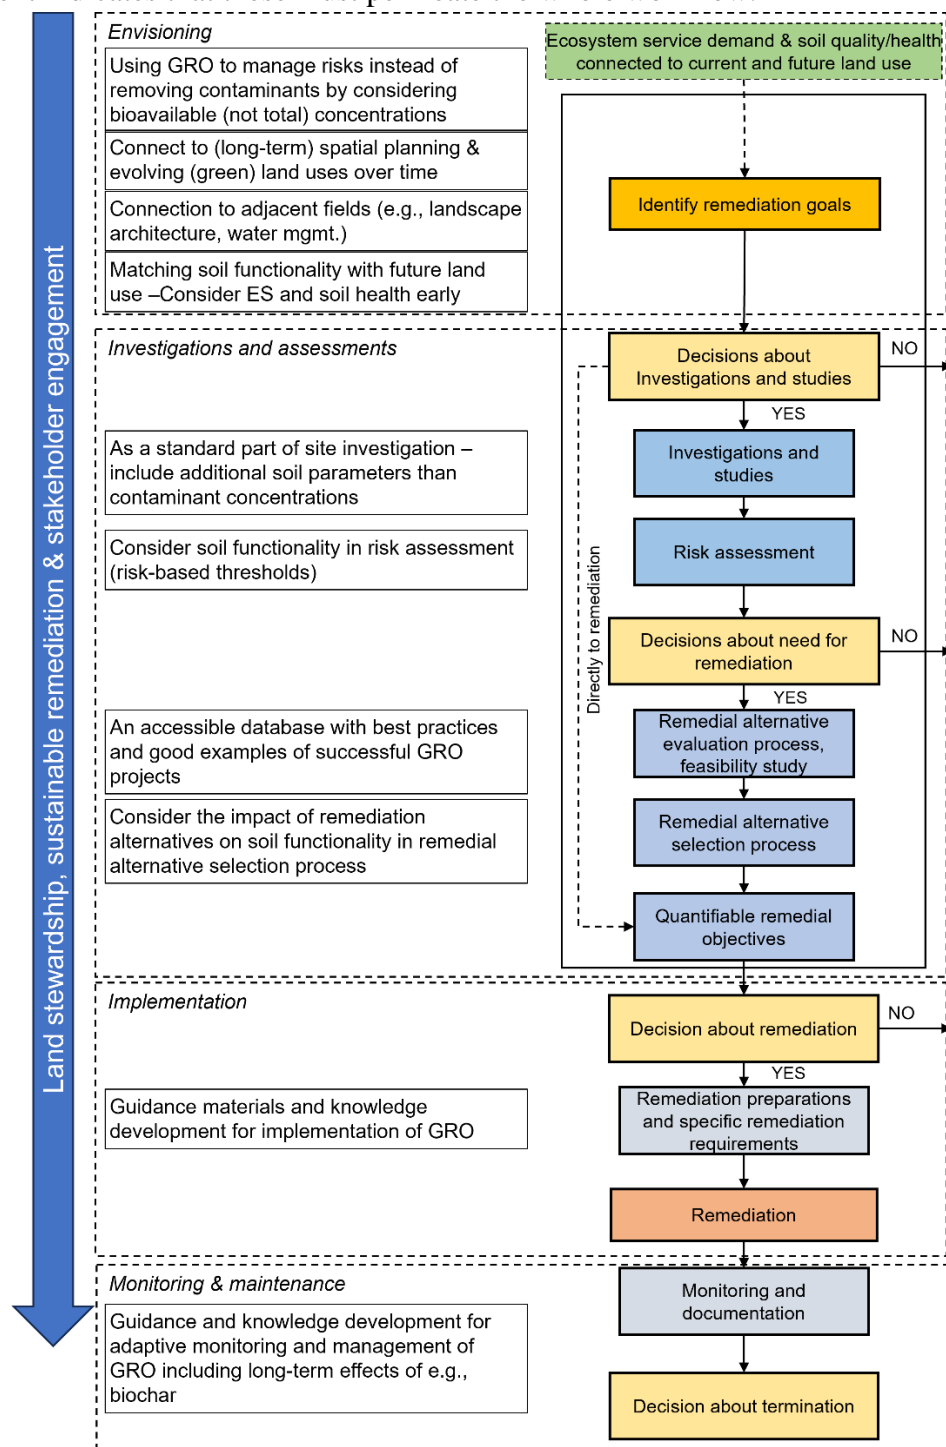 Envisioning
Ecosystem service demand & soil quality/health
connected to current and future land use
Using GRO to manage risks instead of
removing contaminants by considering
bioavailable (not total) concentrations
Connect to (long-term) spatial planning &
evolving (green) land uses over time
Connection to adjacent fields (e.g., landscape
architecture, water mgmt.)
Identify remediation goals
Matching soil functionality with future land
use –Consider ES and soil health early
Land stewardship, sustainable remediation & stakeholder engagement
Investigations and assessments
Decisions about
Investigations and studies
NO
YES
As a standard part of site investigation –
include additional soil parameters than
contaminant concentrations
Investigations and
studies
Consider soil functionality in risk assessment
(risk-based thresholds)
Risk assessment
Directly to remediation
Decisions about need for
remediation
NO
YES
An accessible database with best practices
and good examples of successful GRO
projects
Remedial alternative
evaluation process,
feasibility study
Consider the impact of remediation
alternatives on soil functionality in remedial
alternative selection process
Remedial alternative
selection process
Quantifiable remedial
objectives
Implementation
Decision about remediation
NO
YES
Guidance materials and knowledge
development for implementation of GRO
Remediation preparations
and specific remediation
requirements
Remediation
Monitoring & maintenance
Guidance and knowledge development for
adaptive monitoring and management of
GRO including long-term effects of e.g.,
biochar
Monitoring and
documentation
Decision about termination